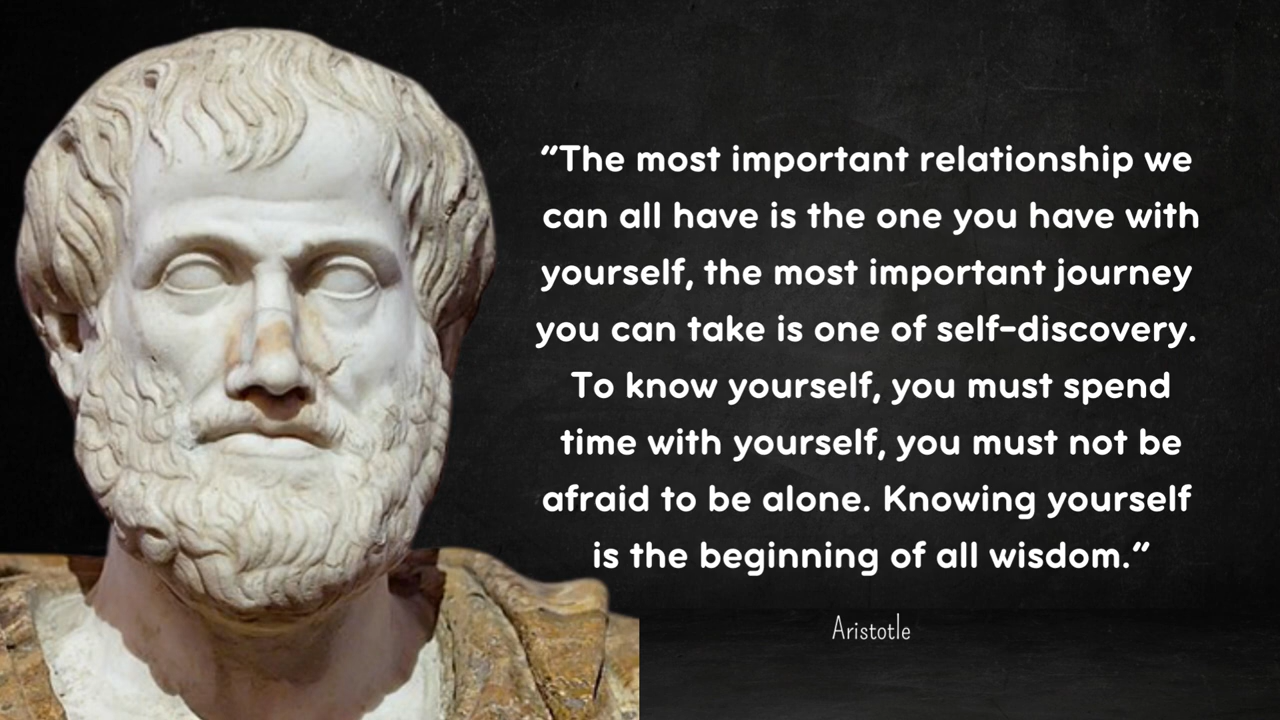 “The most important relationship we
can all have is the one you have with
yourself, the most important journey
you can take is one of self-discovery.
To know yourself, you must spend
time with yourself, you must not be
afraid to be alone. Knowing yourself
is the beginning of all wisdom.”
Aristotle